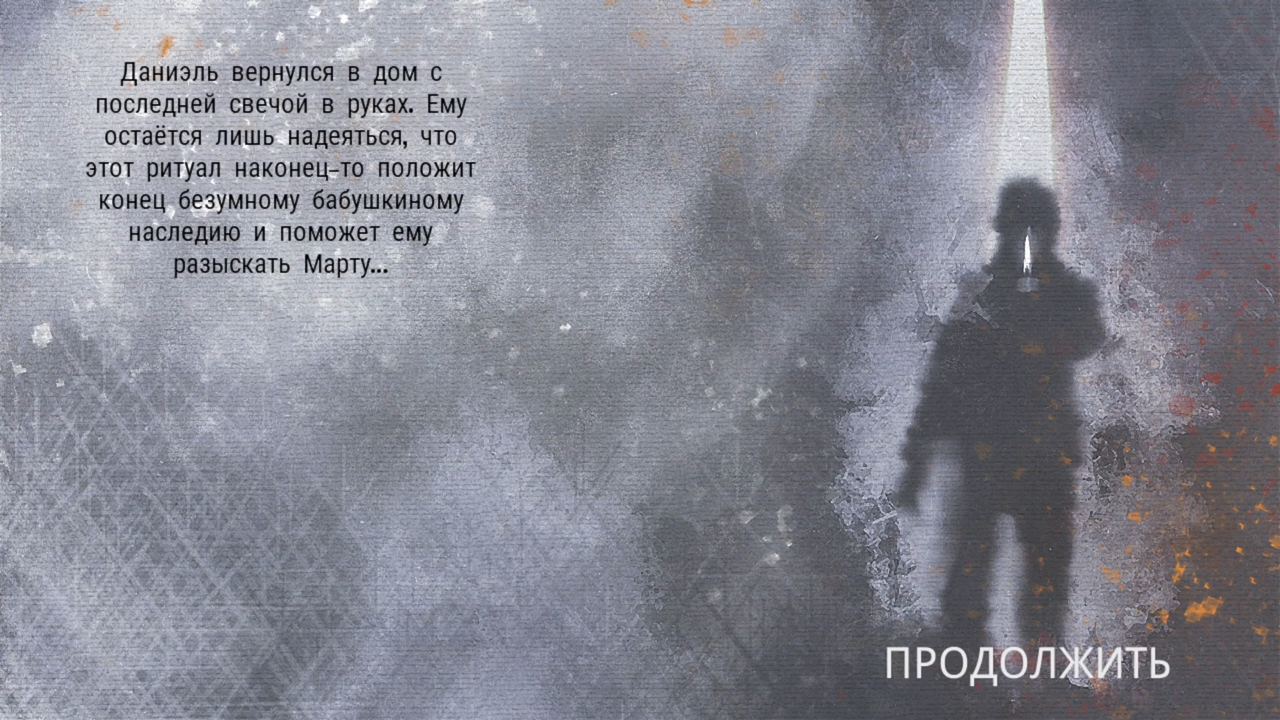 Даниэль вернулся в дом с
последней свечой в руках. Ему
остаётся лишь надеяться, что
этот ритуал наконец-то положит
конец безумному бабушкиному
наследию и поможет ему
разыскать Марту...
ПРОДОЛЖИТЬ